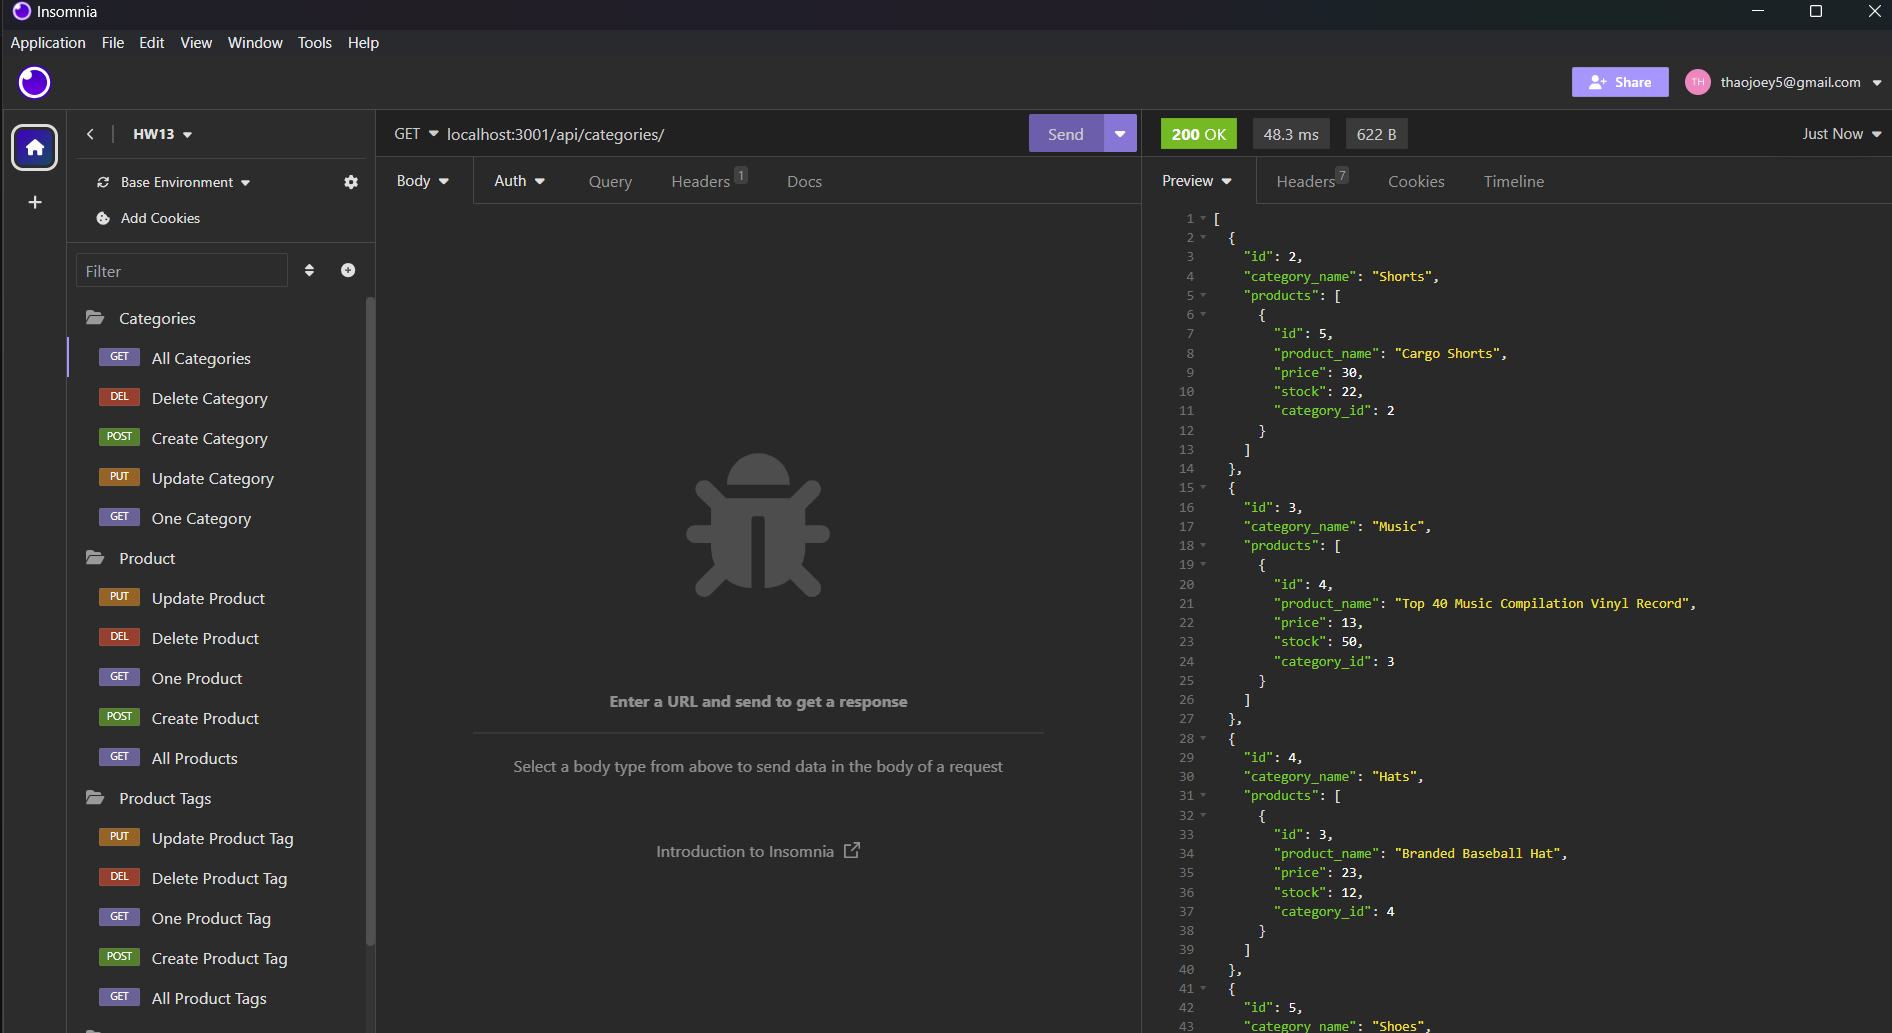 Insomnia
Application File Edit View Window Tools Help
Share
TH
thaojoey5@gmail.com
HW13
Base Environment
Add Cookies
Filter
Categories
GET All Categories
DEL Delete Category
POST Create Category
PUT Update Category
GET One Category
Product
PUT Update Product
DEL Delete Product
GET One Product
POST Create Product
GET All Products
Product Tags
PUT Update Product Tag
DEL Delete Product Tag
GET One Product Tag
POST Create Product Tag
GET All Product Tags
GET localhost:3001/api/categories/
Send
Body Auth Query Headers 1 Docs
Enter a URL and send to get a response
Select a body type from above to send data in the body of a request
Introduction to Insomnia
200 OK 48.3 ms 622 B Just Now
Preview Headers 7 Cookies Timeline
1 [
2 {
3 "id": 2,
4 "category_name": "Shorts",
5 "products": [
6 {
7 "id": 5,
8 "product_name": "Cargo Shorts",
9 "price": 30,
10 "stock": 22,
11 "category_id": 2
12 }
13 ]
14 },
15 {
16 "id": 3,
17 "category_name": "Music",
18 "products": [
19 {
20 "id": 4,
21 "product_name": "Top 40 Music Compilation Vinyl Record",
22 "price": 13,
23 "stock": 50,
24 "category_id": 3
25 }
26 ]
27 },
28 {
29 "id": 4,
30 "category_name": "Hats",
31 "products": [
32 {
33 "id": 3,
34 "product_name": "Branded Baseball Hat",
35 "price": 23,
36 "stock": 12,
37 "category_id": 4
38 }
39 ]
40 },
41 {
42 "id": 5,
43 "category_name": "Shoes",